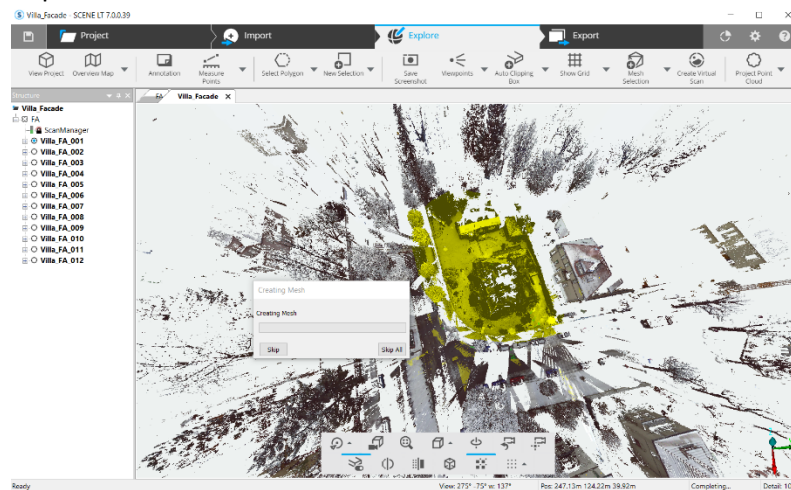 Villa_Facade - SCENE LT 7.0.0.39
Project
Import
Explore
Export
View Project
Overview Map
Annotation
Measure
Points
Select Polygon
New Selection
Save
Screenshot
Viewpoints
Auto Clipping
Box
Show Grid
Mesh
Selection
Create Virtual
Scan
Project Point
Cloud
Structure
FA
Villa_Facade X
Villa_Facade
FA
ScanManager
Villa_FA_001
Villa_FA_002
Villa_FA_003
Villa_FA_004
Villa_FA_005
Villa_FA_006
Villa_FA_007
Villa_FA_008
Villa_FA_009
Villa_FA_010
Villa_FA_011
Villa_FA_012
Creating Mesh
Creating Mesh
Skip
Skip All
Ready
View: 275° -75° w: 137°
Pos: 247.13m 124.22m 39.92m
Completing...
Detail: 10